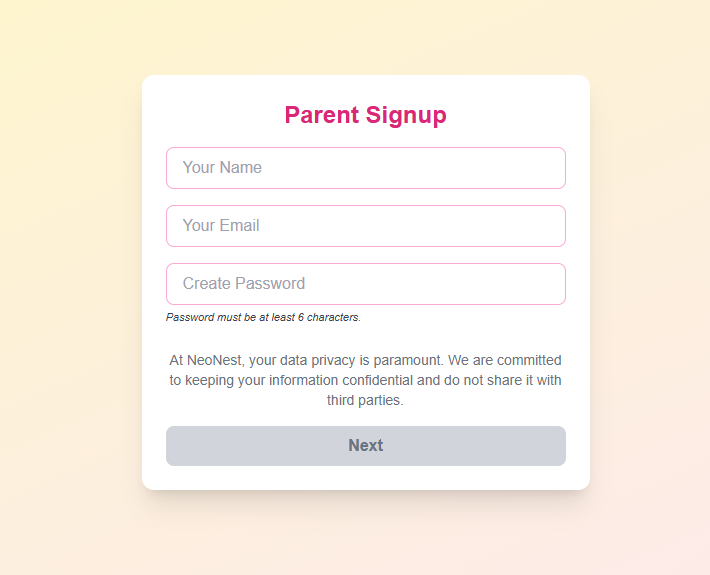 Parent Signup
Your Name
Your Email
Create Password
Password must be at least 6 characters.
At NeoNest, your data privacy is paramount. We are committed
to keeping your information confidential and do not share it with
third parties.
Next